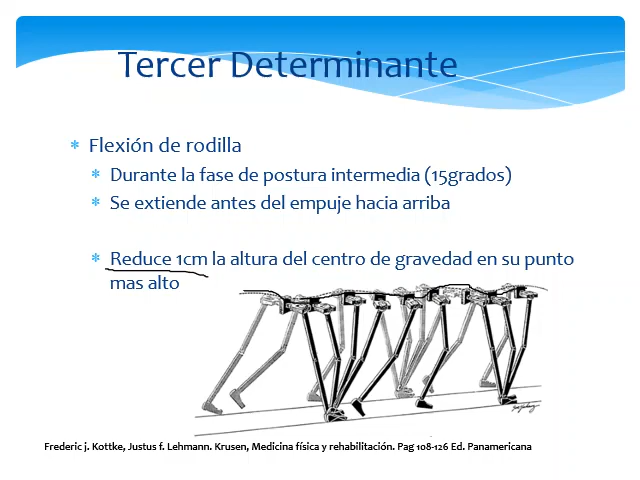 Tercer Determinante
Flexión de rodilla
Durante la fase de postura intermedia (15grados)
Se extiende antes del empuje hacia arriba
Reduce 1cm la altura del centro de gravedad en su punto
mas alto
Frederic j. Kottke, Justus f. Lehmann. Krusen, Medicina física y rehabilitación. Pag 108-126 Ed. Panamericana